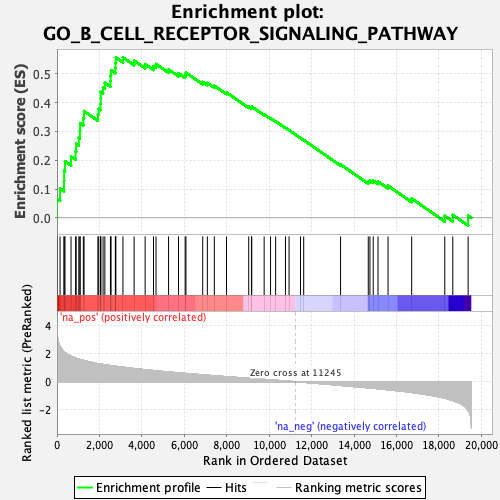 Enrichment plot:
GO_B_CELL_RECEPTOR_SIGNALING_PATHWAY
Enrichment score (ES)
0.5
0.4
0.3
0.2
0.1
0.0
'na_pos' (positively correlated)
Ranked list metric (PreRanked)
4
2
0
-2
Zero cross at 11245
'na_neg' (negatively correlated)
0 2,000 4,000 6,000 8,000 10,000 12,000 14,000 16,000 18,000 20,000
Rank in Ordered Dataset
Enrichment profile Hits Ranking metric scores